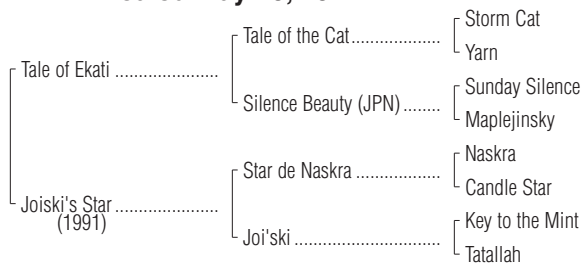 Storm Cat
Tale of the Cat
Yarn
Tale of Ekati
Sunday Silence
Silence Beauty (JPN)
Maplejinsky
Naskra
Star de Naskra
Candle Star
Joiski's Star
(1991)
Key to the Mint
Joi'ski
Tatallah